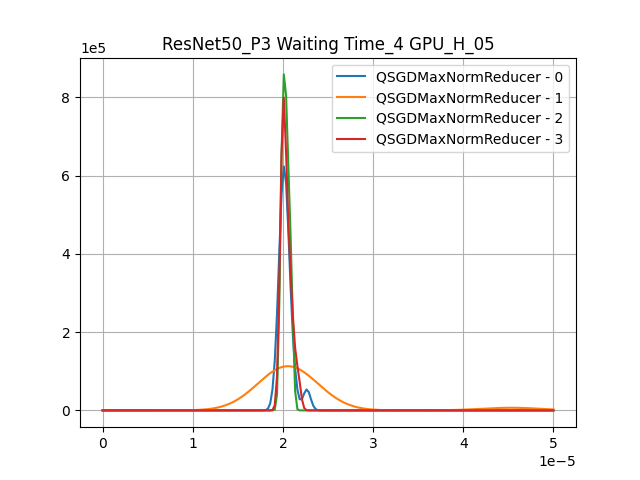 ResNet50_P3 Waiting Time_4 GPU_H_05
1e5
QSGDMaxNormReducer - 0
QSGDMaxNormReducer - 1
QSGDMaxNormReducer - 2
QSGDMaxNormReducer - 3
8
6
4
2
0
0 1 2 3 4 5
1e−5